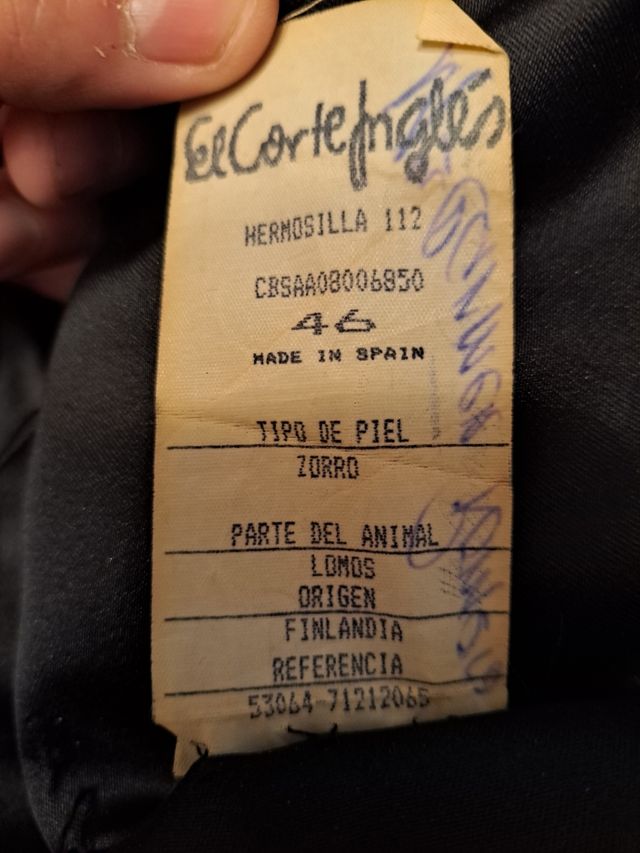 El Corte Inglés
HERMOSILLA 112
CBSAA08006850
46
MADE IN SPAIN
TIPO DE PIEL
ZORRO
PARTE DEL ANIMAL
LOMOS
ORIGEN
FINLANDIA
REFERENCIA
53064-71212065